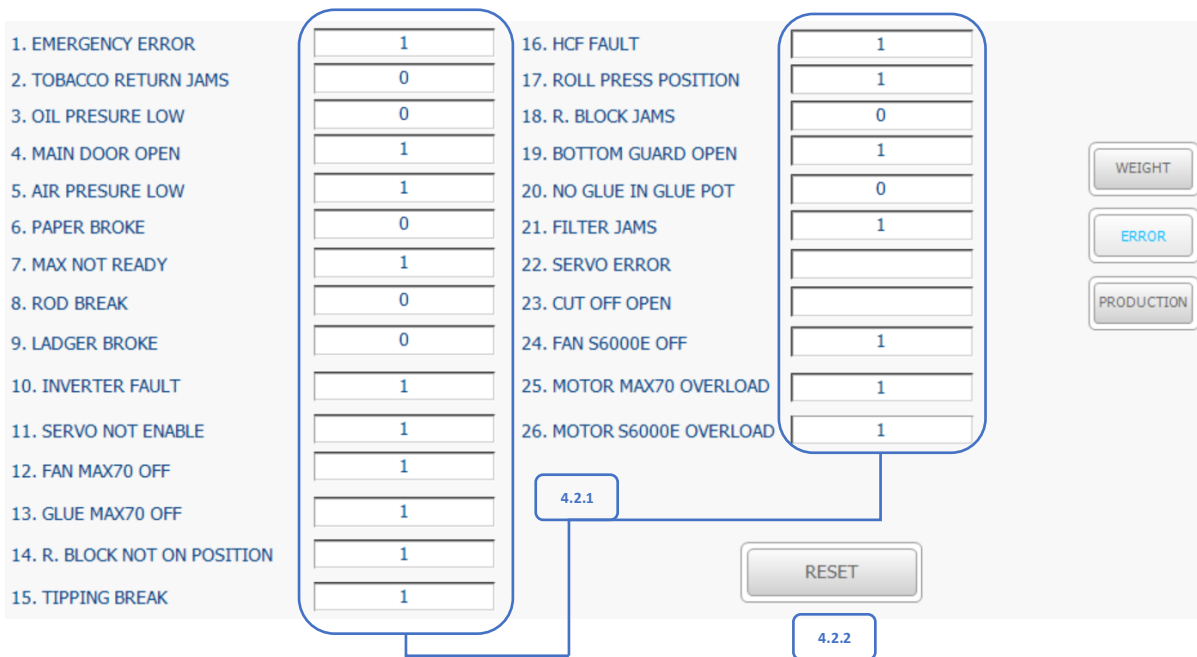 1. EMERGENCY ERROR 1
2. TOBACCO RETURN JAMS 0
3. OIL PRESURE LOW 0
4. MAIN DOOR OPEN 1
5. AIR PRESURE LOW 1
6. PAPER BROKE 0
7. MAX NOT READY 1
8. ROD BREAK 0
9. LADGER BROKE 0
10. INVERTER FAULT 1
11. SERVO NOT ENABLE 1
12. FAN MAX70 OFF 1
13. GLUE MAX70 OFF 1
14. R. BLOCK NOT ON POSITION 1
15. TIPPING BREAK 1
16. HCF FAULT 1
17. ROLL PRESS POSITION 1
18. R. BLOCK JAMS 0
19. BOTTOM GUARD OPEN 1
20. NO GLUE IN GLUE POT 0
21. FILTER JAMS 1
22. SERVO ERROR
23. CUT OFF OPEN
24. FAN S6000E OFF 1
25. MOTOR MAX70 OVERLOAD 1
26. MOTOR S6000E OVERLOAD 1
WEIGHT
ERROR
PRODUCTION
4.2.1
RESET
4.2.2